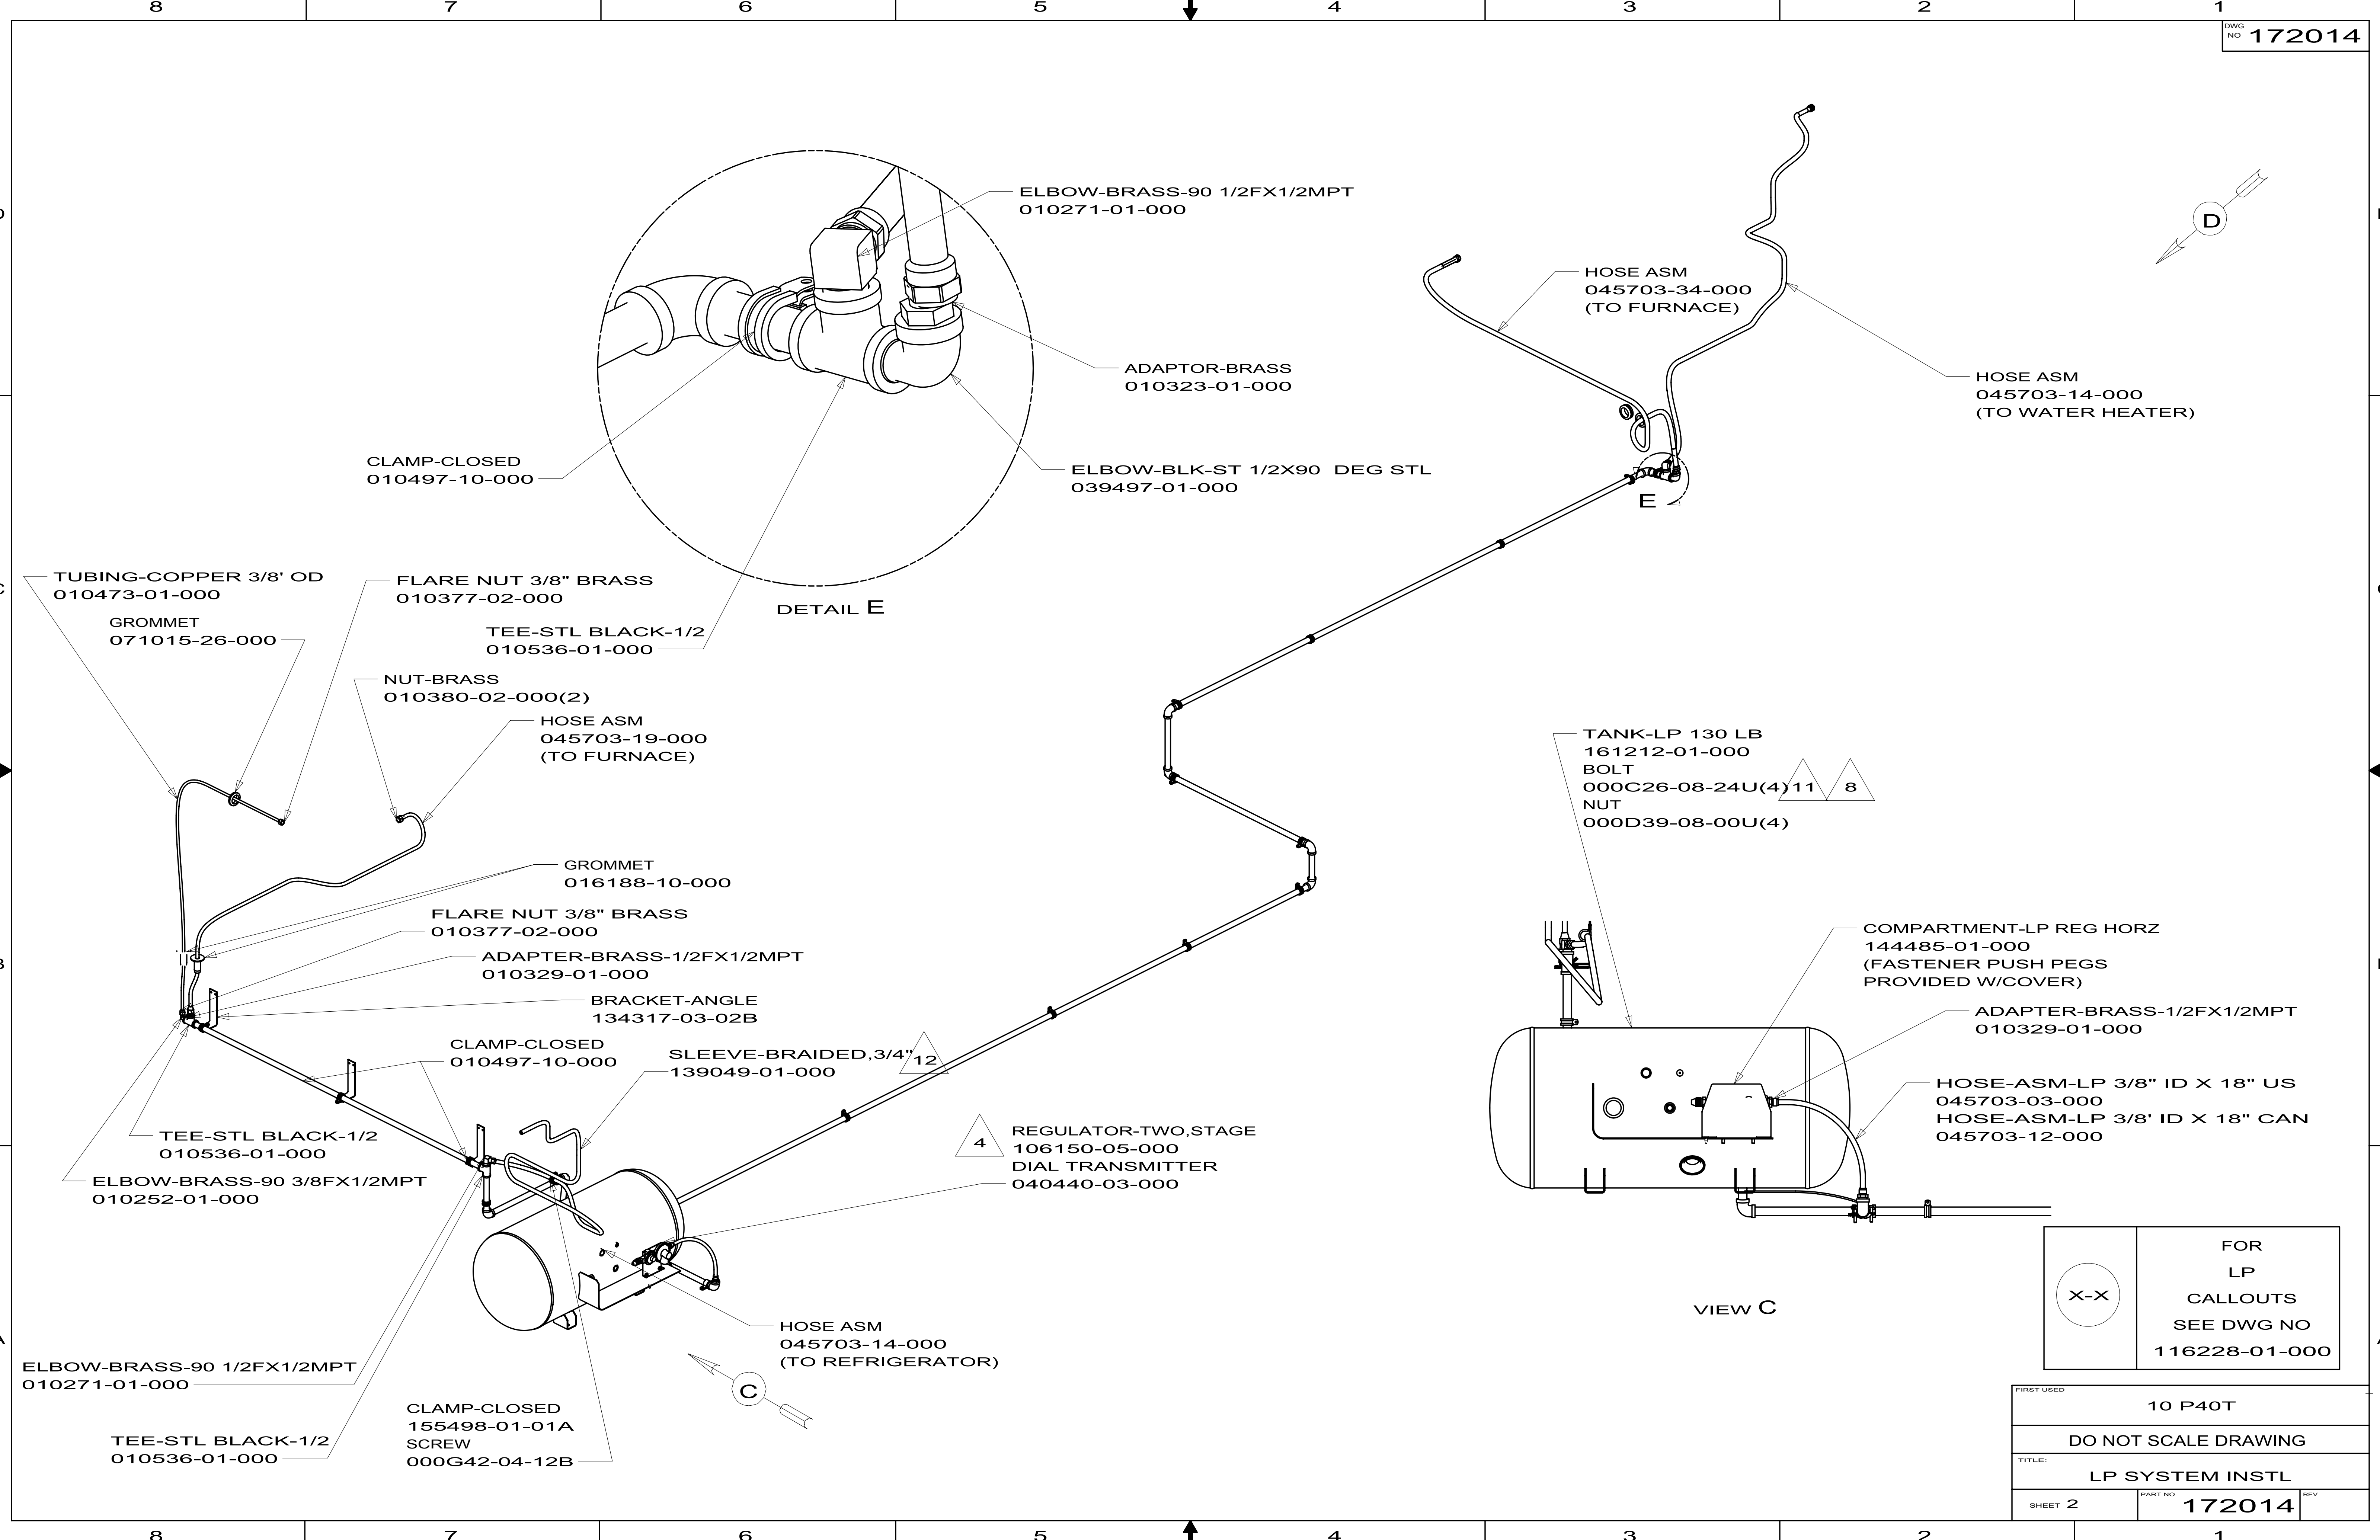 8 7 6 5 4 3 2 1
DWG
NO 172014
ELBOW-BRASS-90 1/2FX1/2MPT
010271-01-000
D
HOSE ASM
045703-34-000
(TO FURNACE)
ADAPTOR-BRASS
010323-01-000
HOSE ASM
045703-14-000
(TO WATER HEATER)
CLAMP-CLOSED
010497-10-000
ELBOW-BLK-ST 1/2X90 DEG STL
039497-01-000
E
TUBING-COPPER 3/8' OD
010473-01-000
FLARE NUT 3/8" BRASS
010377-02-000
DETAIL E
GROMMET
071015-26-000
TEE-STL BLACK-1/2
010536-01-000
NUT-BRASS
010380-02-000(2)
HOSE ASM
045703-19-000
(TO FURNACE)
TANK-LP 130 LB
161212-01-000
BOLT
000C26-08-24U(4) 11 8
NUT
000D39-08-00U(4)
GROMMET
016188-10-000
FLARE NUT 3/8" BRASS
010377-02-000
ADAPTER-BRASS-1/2FX1/2MPT
010329-01-000
BRACKET-ANGLE
134317-03-02B
COMPARTMENT-LP REG HORZ
144485-01-000
(FASTENER PUSH PEGS
PROVIDED W/COVER)
ADAPTER-BRASS-1/2FX1/2MPT
010329-01-000
CLAMP-CLOSED
010497-10-000
SLEEVE-BRAIDED,3/4" 12
139049-01-000
HOSE-ASM-LP 3/8" ID X 18" US
045703-03-000
HOSE-ASM-LP 3/8' ID X 18" CAN
045703-12-000
TEE-STL BLACK-1/2
010536-01-000
4
REGULATOR-TWO,STAGE
106150-05-000
DIAL TRANSMITTER
040440-03-000
ELBOW-BRASS-90 3/8FX1/2MPT
010252-01-000
X-X
FOR
LP
CALLOUTS
SEE DWG NO
116228-01-000
VIEW C
HOSE ASM
045703-14-000
(TO REFRIGERATOR)
ELBOW-BRASS-90 1/2FX1/2MPT
010271-01-000
C
CLAMP-CLOSED
155498-01-01A
SCREW
000G42-04-12B
TEE-STL BLACK-1/2
010536-01-000
FIRST USED
10 P40T
DO NOT SCALE DRAWING
TITLE:
LP SYSTEM INSTL
SHEET 2
PART NO 172014
REV
8 7 6 5 4 3 2 1